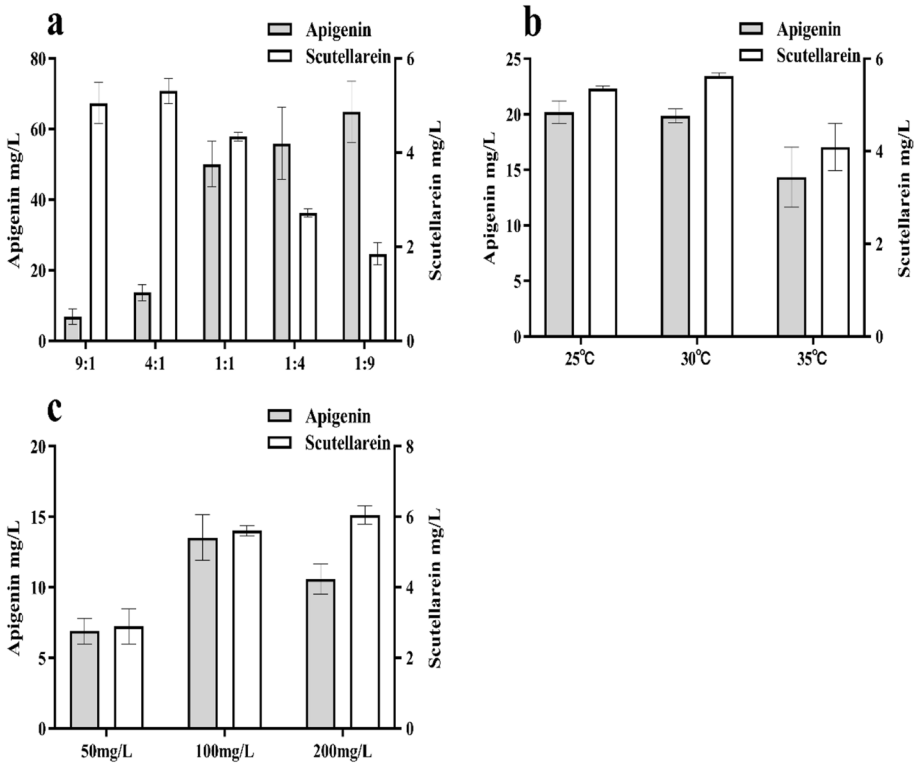 a
Apigenin
Scutellarein
80
60
40
20
0
6
4
2
0
Apigenin mg/L
Scutellarein mg/L
9:1
4:1
1:1
1:4
1:9
b
Apigenin
Scutellarein
25
20
15
10
5
0
6
4
2
0
Apigenin mg/L
Scutellarein mg/L
25℃
30℃
35℃
c
Apigenin
Scutellarein
20
15
10
5
0
8
6
4
2
0
Apigenin mg/L
Scutellarein mg/L
50mg/L
100mg/L
200mg/L